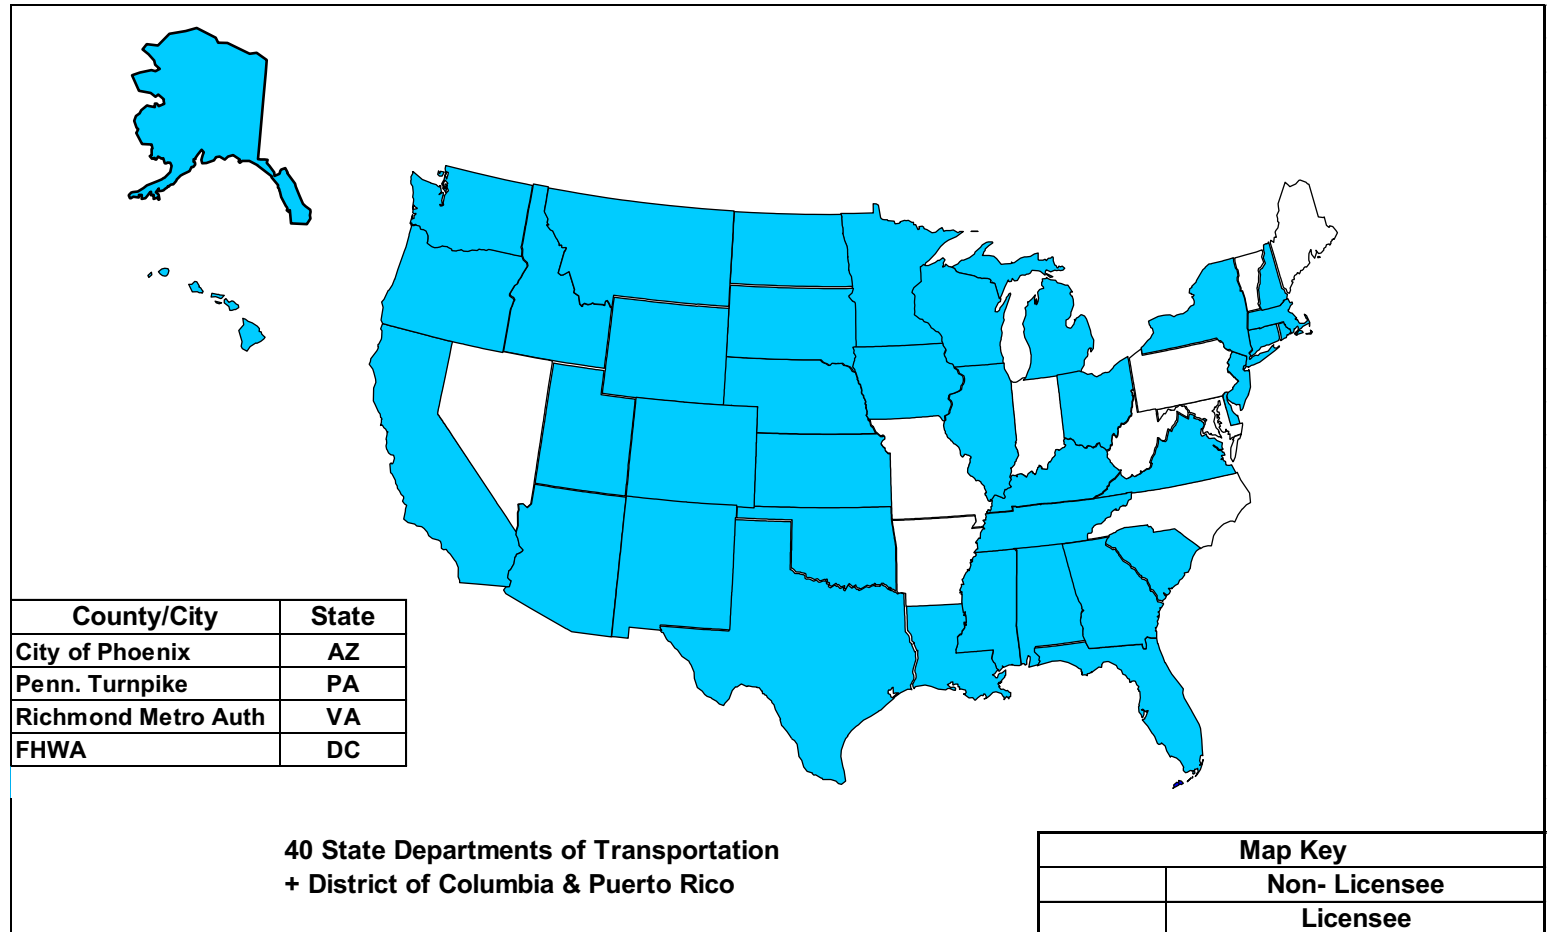 County/City State
City of Phoenix AZ
Penn. Turnpike PA
Richmond Metro Auth VA
FHWA DC
40 State Departments of Transportation
+ District of Columbia & Puerto Rico
Map Key
Non- Licensee
Licensee